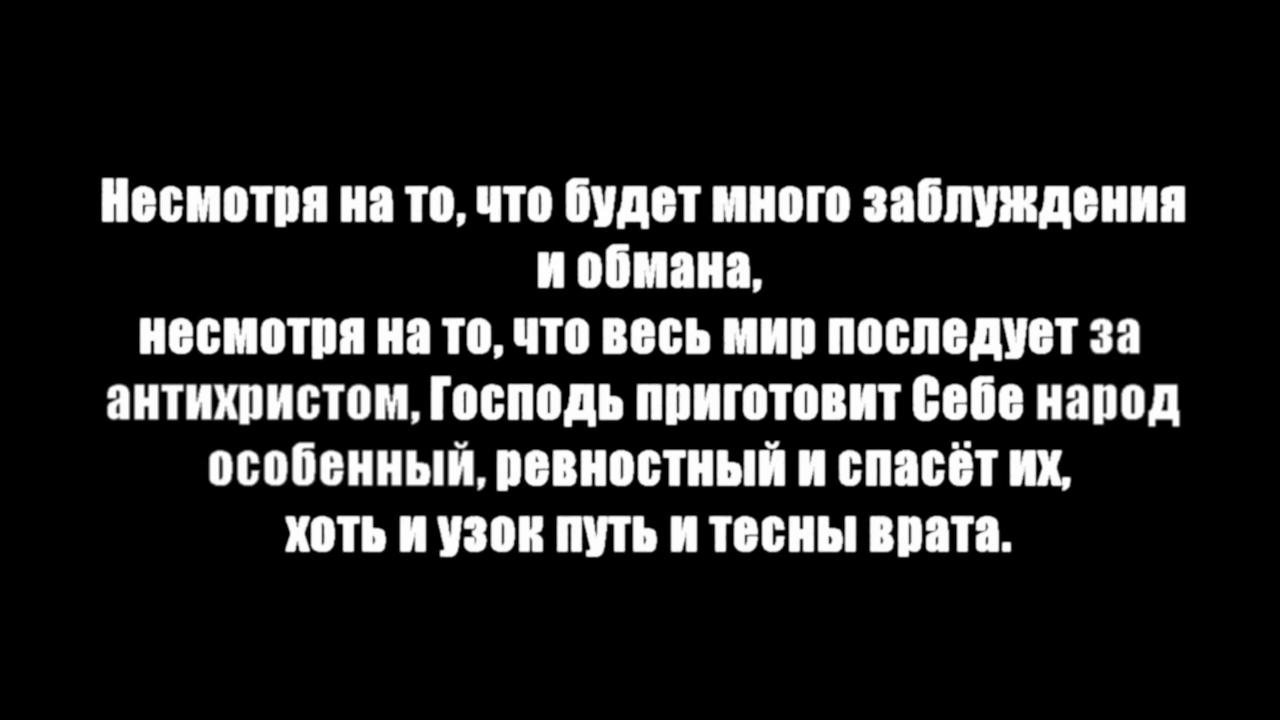 Несмотря на то, что будет много заблуждения
и обмана,
несмотря на то, что весь мир последует за
антихристом, Господь приготовит Себе народ
особенный, ревностный и спасёт их,
хоть и узок путь и тесны врата.